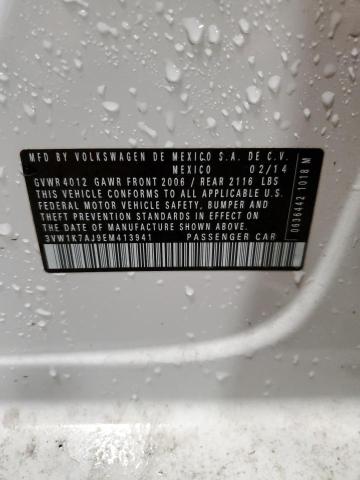 MFD BY VOLKSWAGEN DE MEXICO S.A. DE C.V.
MEXICO 02/14
GVWR 4012 GAWR FRONT 2006 / REAR 2116 LBS
THIS VEHICLE CONFORMS TO ALL APPLICABLE U.S.
FEDERAL MOTOR VEHICLE SAFETY, BUMPER AND
THEFT PREVENTION STANDARDS IN EFFECT ON THE
DATE OF MANUFACTURE SHOWN ABOVE.
3VW1K7AJ9EM413941 PASSENGER CAR
0636442 1018 M